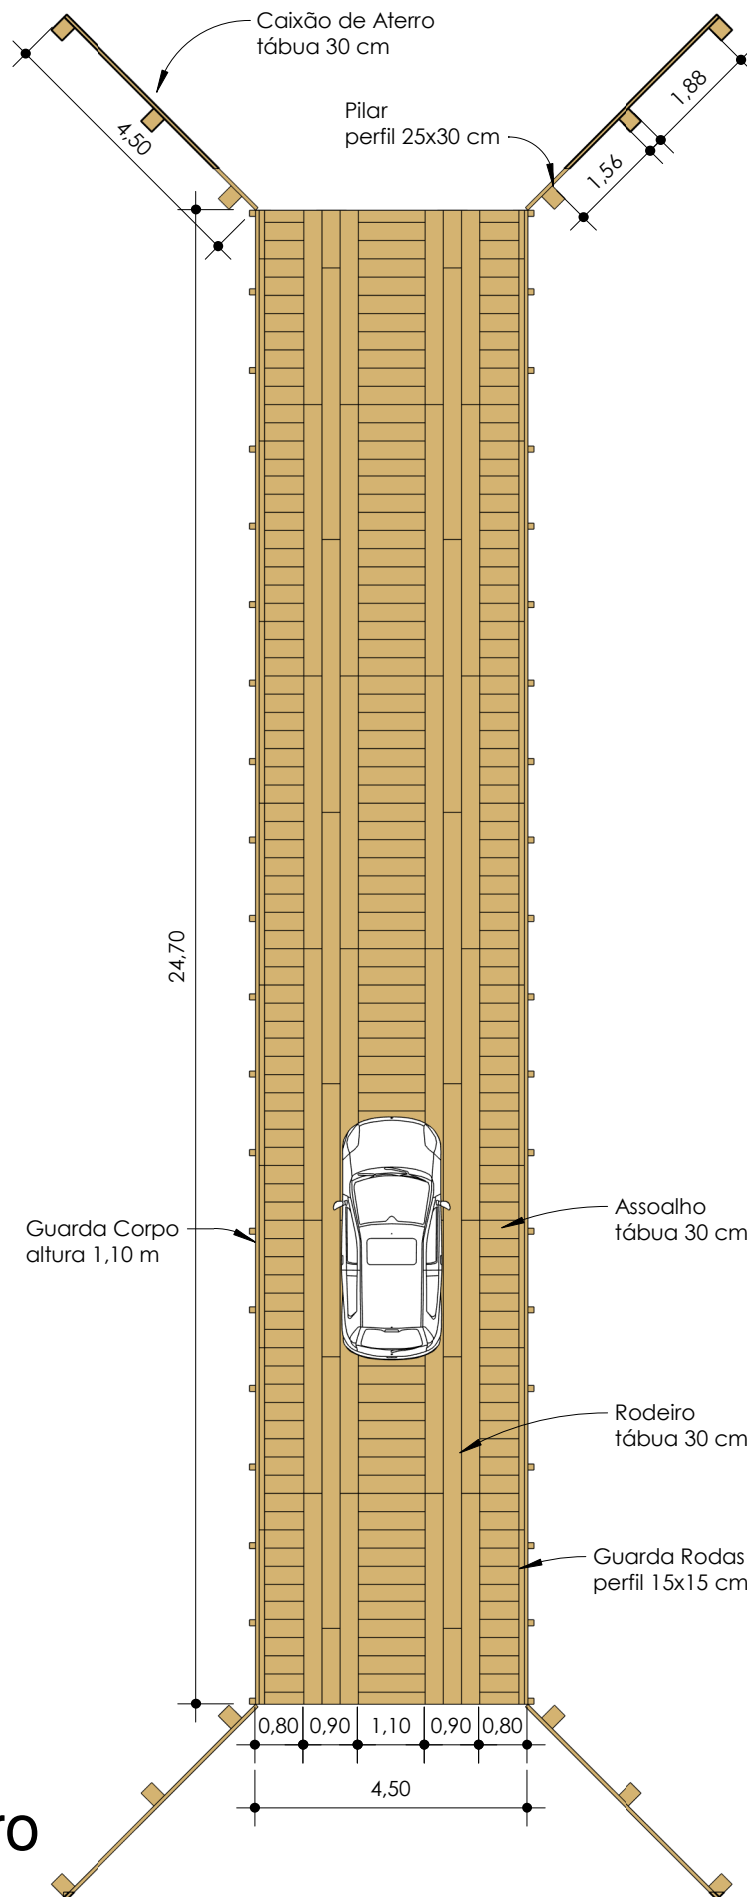 Caixão de Aterro
tábua 30 cm
Pilar
perfil 25x30 cm
4,50
1,88
1,56
24,70
Guarda Corpo
altura 1,10 m
Assoalho
tábua 30 cm
Rodeiro
tábua 30 cm
Guarda Rodas
perfil 15x15 cm
0,80 0,90 1,10 0,90 0,80
4,50
ro